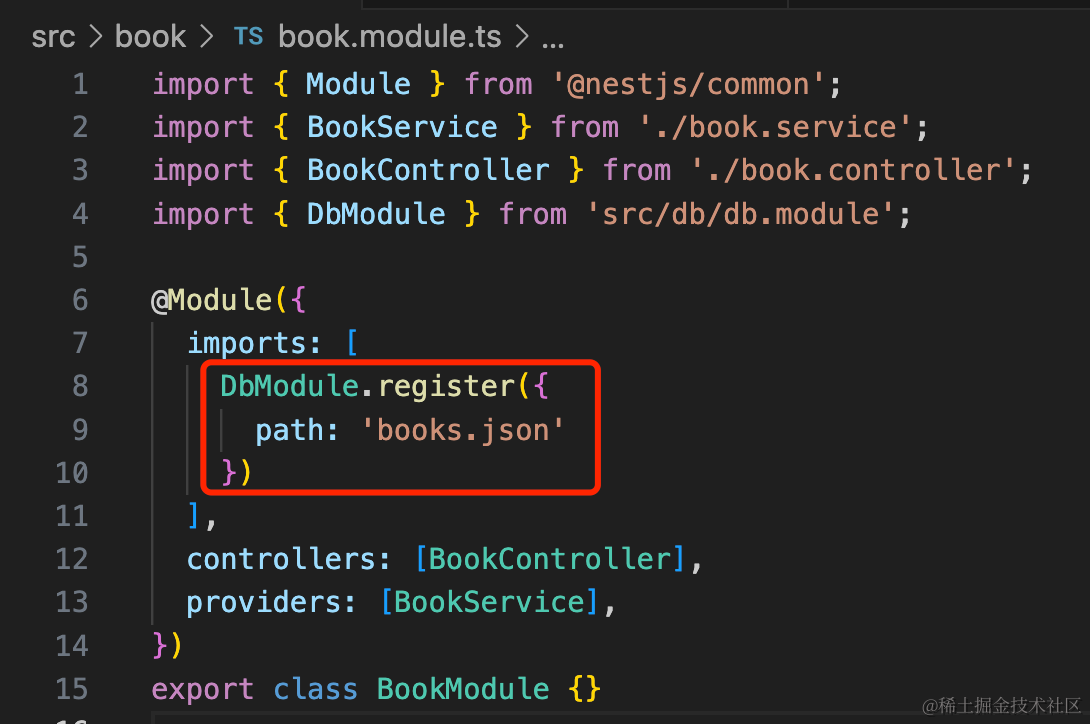 src > book > TS book.module.ts > ...
1 import { Module } from '@nestjs/common';
2 import { BookService } from './book.service';
3 import { BookController } from './book.controller';
4 import { DbModule } from 'src/db/db.module';
5
6 @Module({
7   imports: [
8     DbModule.register({
9       path: 'books.json'
10     })
11   ],
12   controllers: [BookController],
13   providers: [BookService],
14 })
15 export class BookModule {}
16
@稀土掘金技术社区